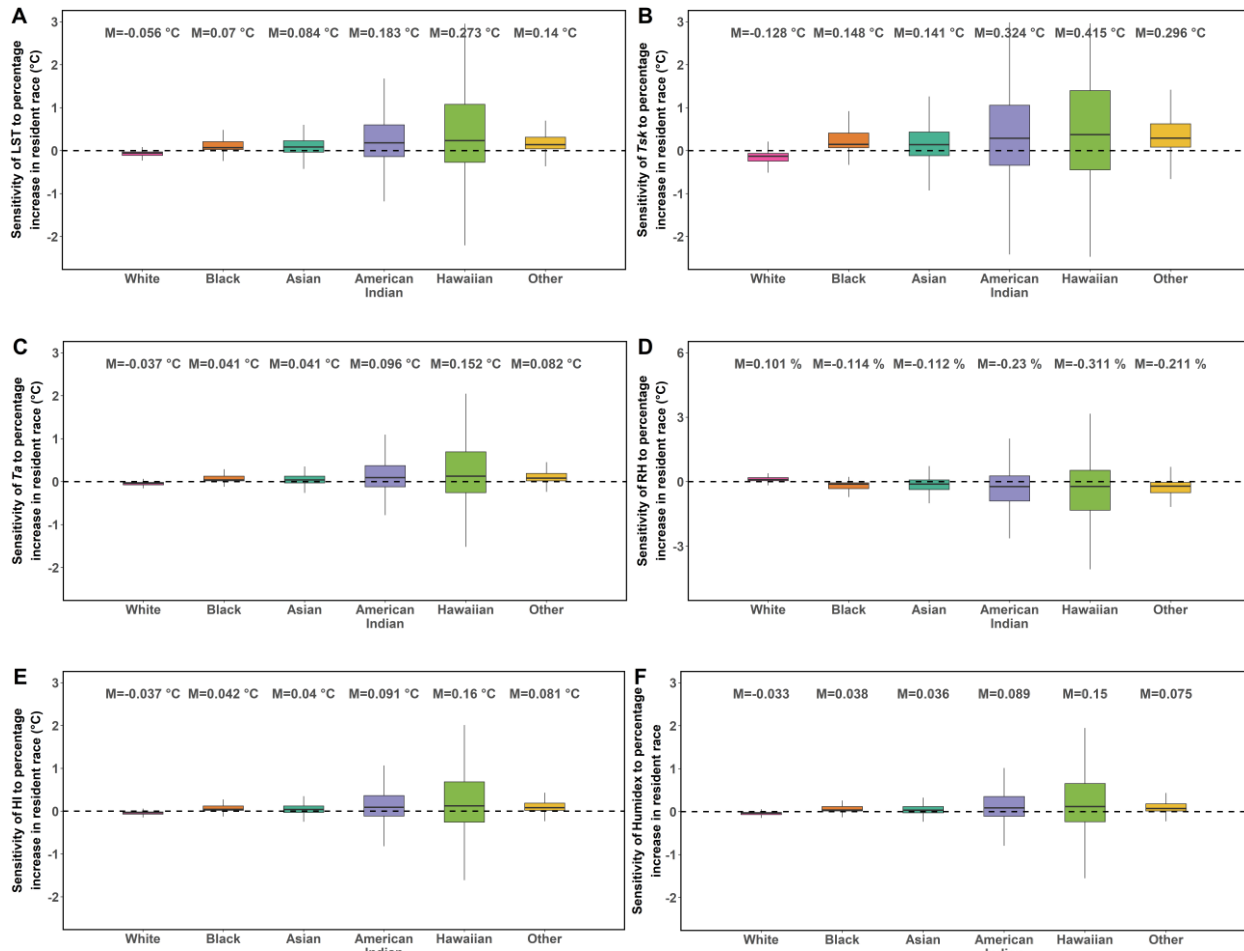 A
Sensitivity of LST to percentage
increase in resident race (°C)
3
2
1
0
-1
-2
M=-0.056 °C M=0.07 °C M=0.084 °C M=0.183 °C M=0.273 °C M=0.14 °C
White Black Asian American Hawaiian Other
Indian
B
Sensitivity of Tsk to percentage
increase in resident race (°C)
3
2
1
0
-1
-2
M=-0.128 °C M=0.148 °C M=0.141 °C M=0.324 °C M=0.415 °C M=0.296 °C
White Black Asian American Hawaiian Other
Indian
C
Sensitivity of Ta to percentage
increase in resident race (°C)
3
2
1
0
-1
-2
M=-0.037 °C M=0.041 °C M=0.041 °C M=0.096 °C M=0.152 °C M=0.082 °C
White Black Asian American Hawaiian Other
Indian
D
Sensitivity of RH to percentage
increase in resident race (°C)
6
3
0
-3
M=0.101 % M=-0.114 % M=-0.112 % M=-0.23 % M=-0.311 % M=-0.211 %
White Black Asian American Hawaiian Other
Indian
E
Sensitivity of HI to percentage
increase in resident race (°C)
3
2
1
0
-1
-2
M=-0.037 °C M=0.042 °C M=0.04 °C M=0.091 °C M=0.16 °C M=0.081 °C
White Black Asian American Hawaiian Other
Indian
F
Sensitivity of Humidex to percentage
increase in resident race
3
2
1
0
-1
-2
M=-0.033 M=0.038 M=0.036 M=0.089 M=0.15 M=0.075
White Black Asian American Hawaiian Other
Indian